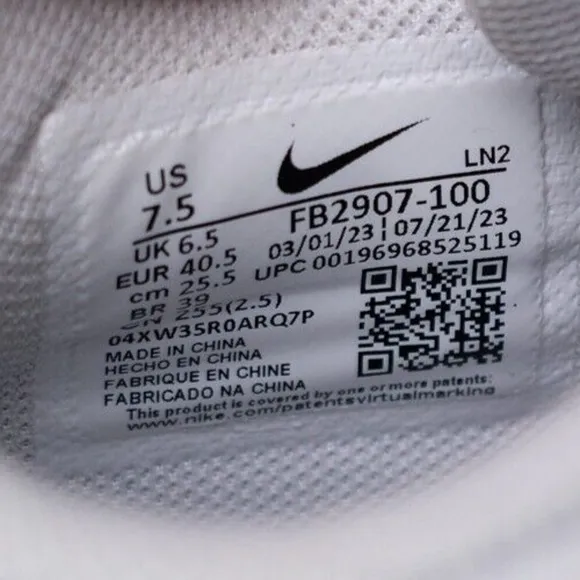 US
7.5
LN2
FB2907-100
UK 6.5
03/01/23 | 07/21/23
EUR 40.5
UPC 00196968525119
cm 25.5
BR 39
CN 255(2.5)
04XW35R0ARQ7P
MADE IN CHINA
HECHO EN CHINA
FABRIQUE EN CHINE
FABRICADO NA CHINA
This product is covered by one or more patents:
www.nike.com/patentsvirtualmarking